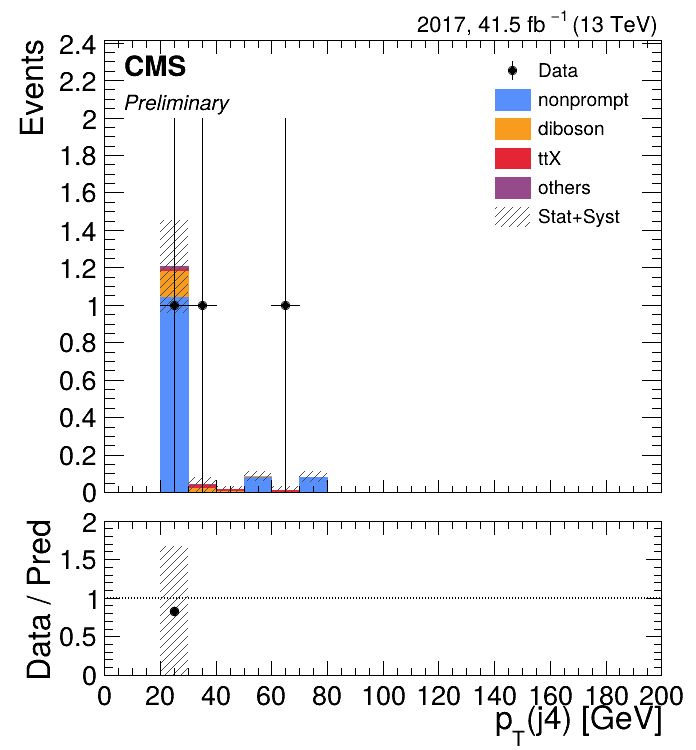 2017, 41.5 fb⁻¹ (13 TeV)
Events
2.4
2.2
2
1.8
1.6
1.4
1.2
1
0.8
0.6
0.4
0.2
0
CMS
Preliminary
Data
nonprompt
diboson
ttX
others
Stat+Syst
Data / Pred
2
1.5
1
0.5
0
0 20 40 60 80 100 120 140 160 180 200
p_T(j4) [GeV]